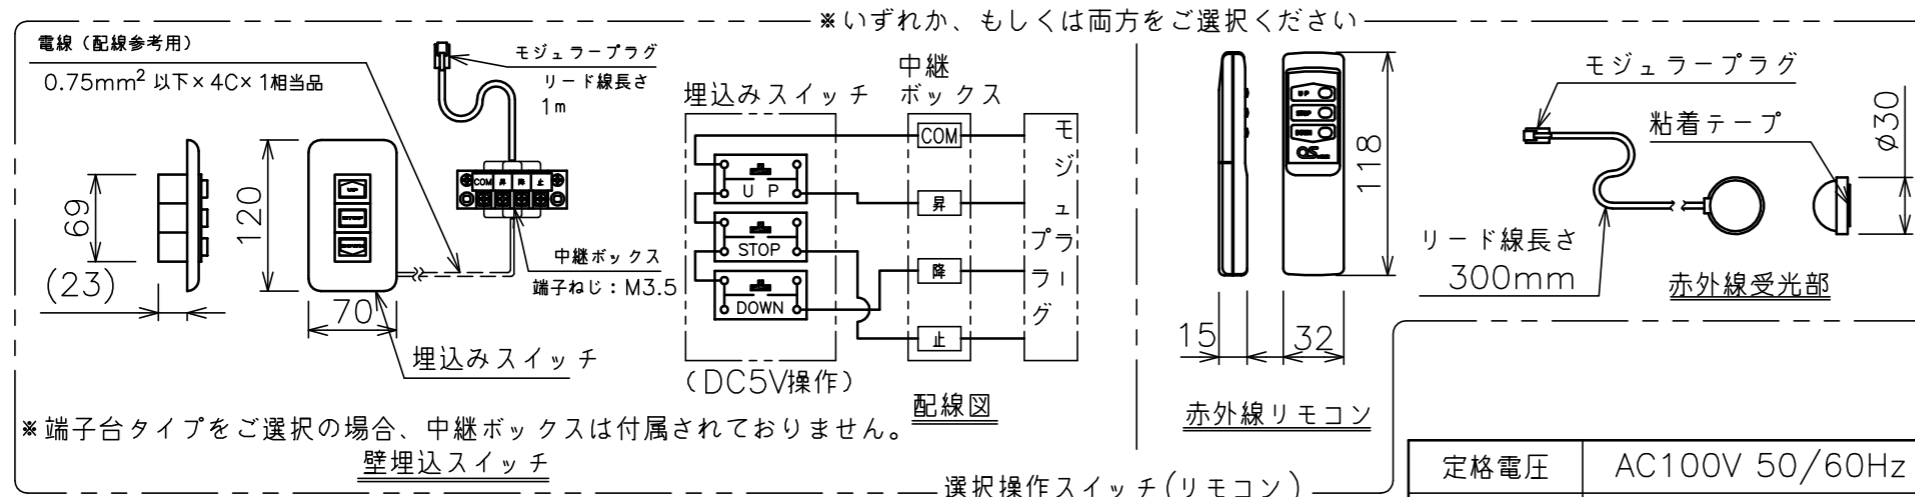 ※いずれか、もしくは両方をご選択ください
電線（配線参考用）
0.75mm² 以下×4C×1相当品
モジュラープラグ
リード線長さ
1m
69
(23)
120
70
COM 昇 降 止
中継ボックス
端子ねじ：M3.5
埋込みスイッチ
埋込みスイッチ
中継
ボックス
UP
STOP
DOWN
COM
昇
降
止
モジュラープラグ
(DC5V操作)
配線図
※端子台タイプをご選択の場合、中継ボックスは付属されておりません。
壁埋込スイッチ
UP
STOP
DOWN
OS
118
15
32
赤外線リモコン
モジュラープラグ
粘着テープ
ø30
リード線長さ
300mm
赤外線受光部
選択操作スイッチ(リモコン)
定格電圧
AC100V 50/60Hz